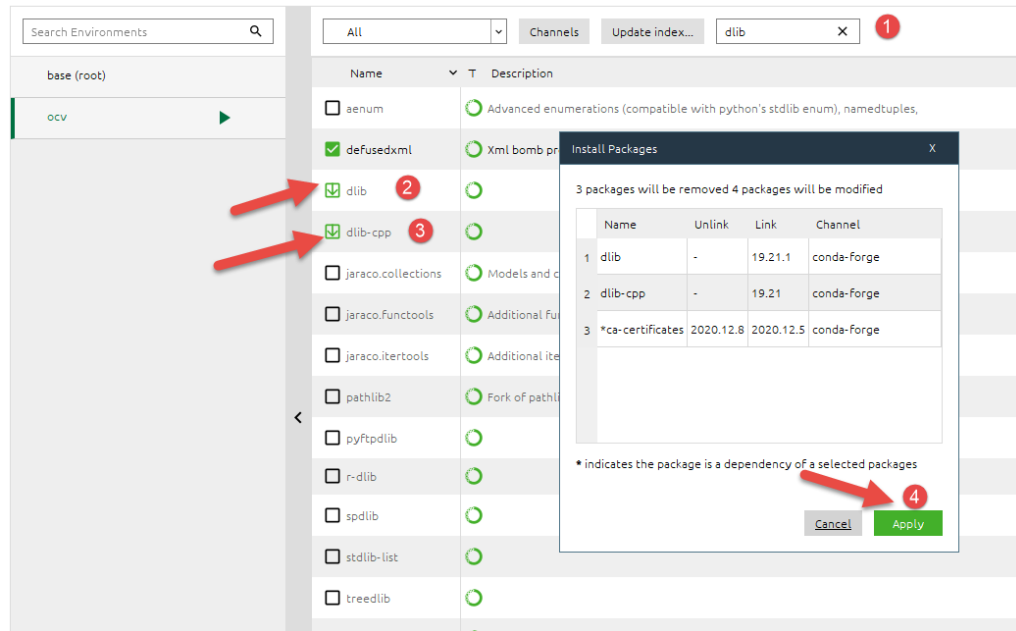 Search Environments
base (root)
ocv
All
Channels
Update index...
dlib
1
Name T Description
aenum Advanced enumerations (compatible with python's stdlib enum), namedtuples,
defusedxml Xml bomb pr
dlib 2
dlib-cpp 3
jaraco.collections Models and c
jaraco.functools Additional fu
jaraco.itertools Additional ite
pathlib2 Fork of pathli
pyftpdlib
r-dlib
spdlib
stdlib-list
treedlib
Install Packages X
3 packages will be removed 4 packages will be modified
Name Unlink Link Channel
1 dlib - 19.21.1 conda-forge
2 dlib-cpp - 19.21 conda-forge
3 *ca-certificates 2020.12.8 2020.12.5 conda-forge
* indicates the package is a dependency of a selected packages
4
Cancel Apply